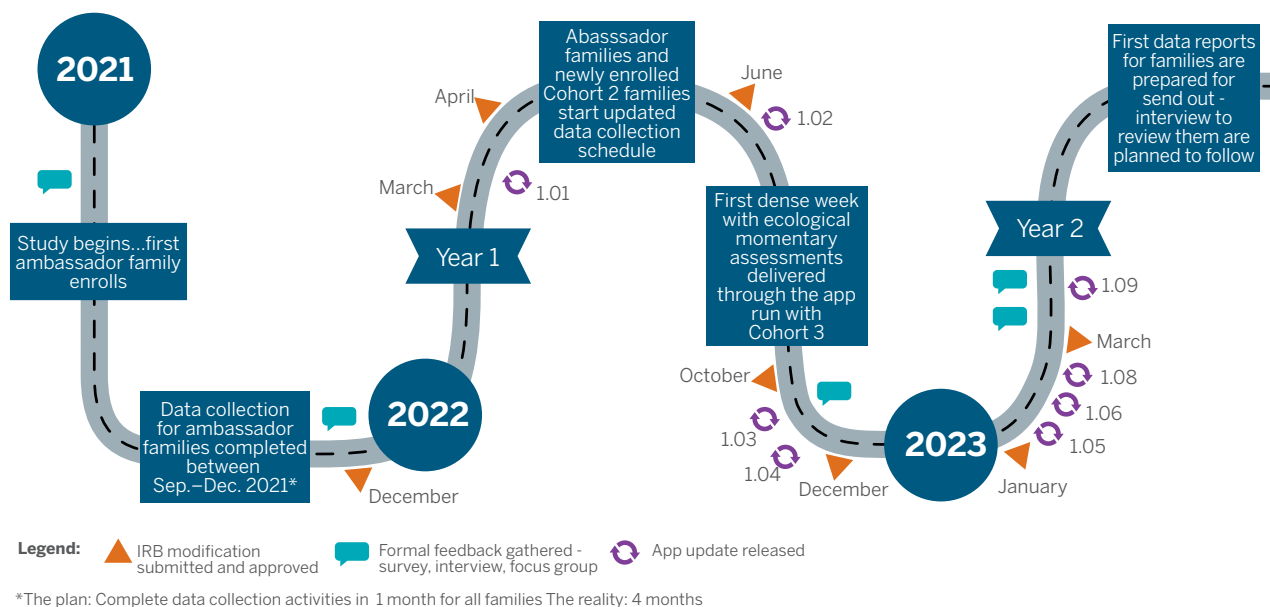 2021
Study begins...first
ambassador family
enrolls
Data collection
for ambassador
families completed
between
Sep.–Dec. 2021*
December
2022
Year 1
March
April
1.01
Abasssador
families and
newly enrolled
Cohort 2 families
start updated
data collection
schedule
June
1.02
First dense week
with ecological
momentary
assessments
delivered
through the app
run with
Cohort 3
October
1.03
1.04
December
2023
January
1.05
1.06
1.08
March
1.09
Year 2
First data reports
for families are
prepared for
send out -
interview to
review them are
planned to follow
Legend:
IRB modification
submitted and approved
Formal feedback gathered -
survey, interview, focus group
App update released
*The plan: Complete data collection activities in 1 month for all families The reality: 4 months